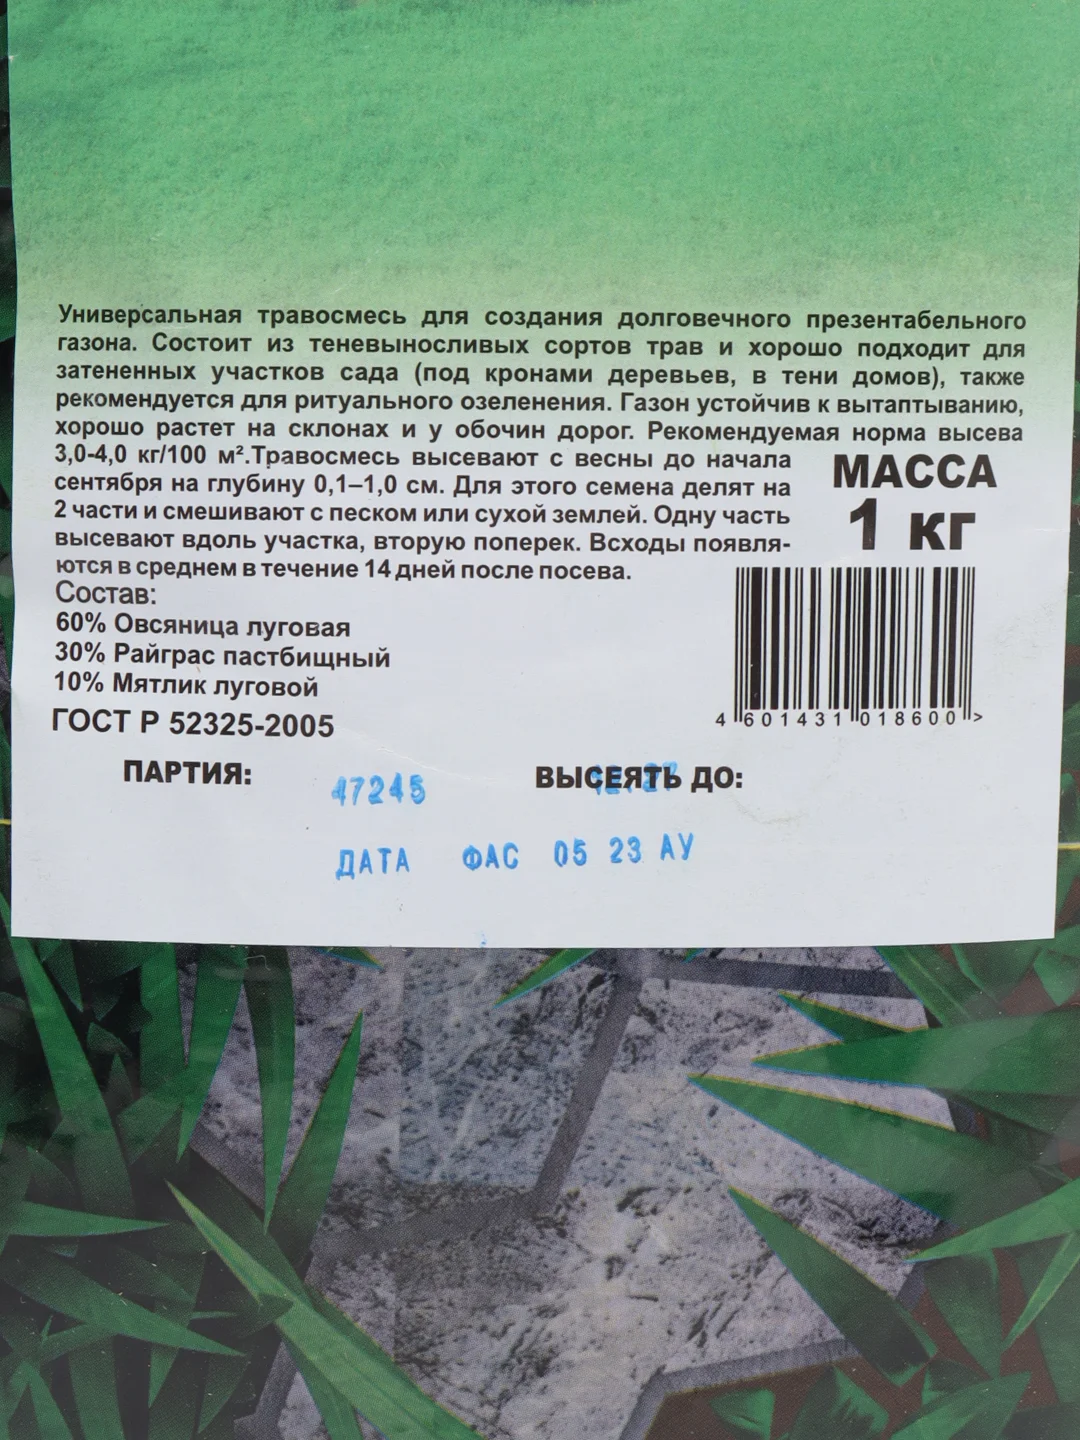 Универсальная травосмесь для создания долговечного презентабельного
газона. Состоит из теневыносливых сортов трав и хорошо подходит для
затененных участков сада (под кронами деревьев, в тени домов), также
рекомендуется для ритуального озеленения. Газон устойчив к вытаптыванию,
хорошо растет на склонах и у обочин дорог. Рекомендуемая норма высева
3,0-4,0 кг/100 м².Травосмесь высевают с весны до начала
сентября на глубину 0,1–1,0 см. Для этого семена делят на
2 части и смешивают с песком или сухой землей. Одну часть
высевают вдоль участка, вторую поперек. Всходы появля-
ются в среднем в течение 14 дней после посева.
МАССА
1 кг
Состав:
60% Овсяница луговая
30% Райграс пастбищный
10% Мятлик луговой
ГОСТ Р 52325-2005
4 601431 018600 >
ПАРТИЯ: 47245 ВЫСЕЯТЬ ДО:
ДАТА ФАС 05 23 АУ